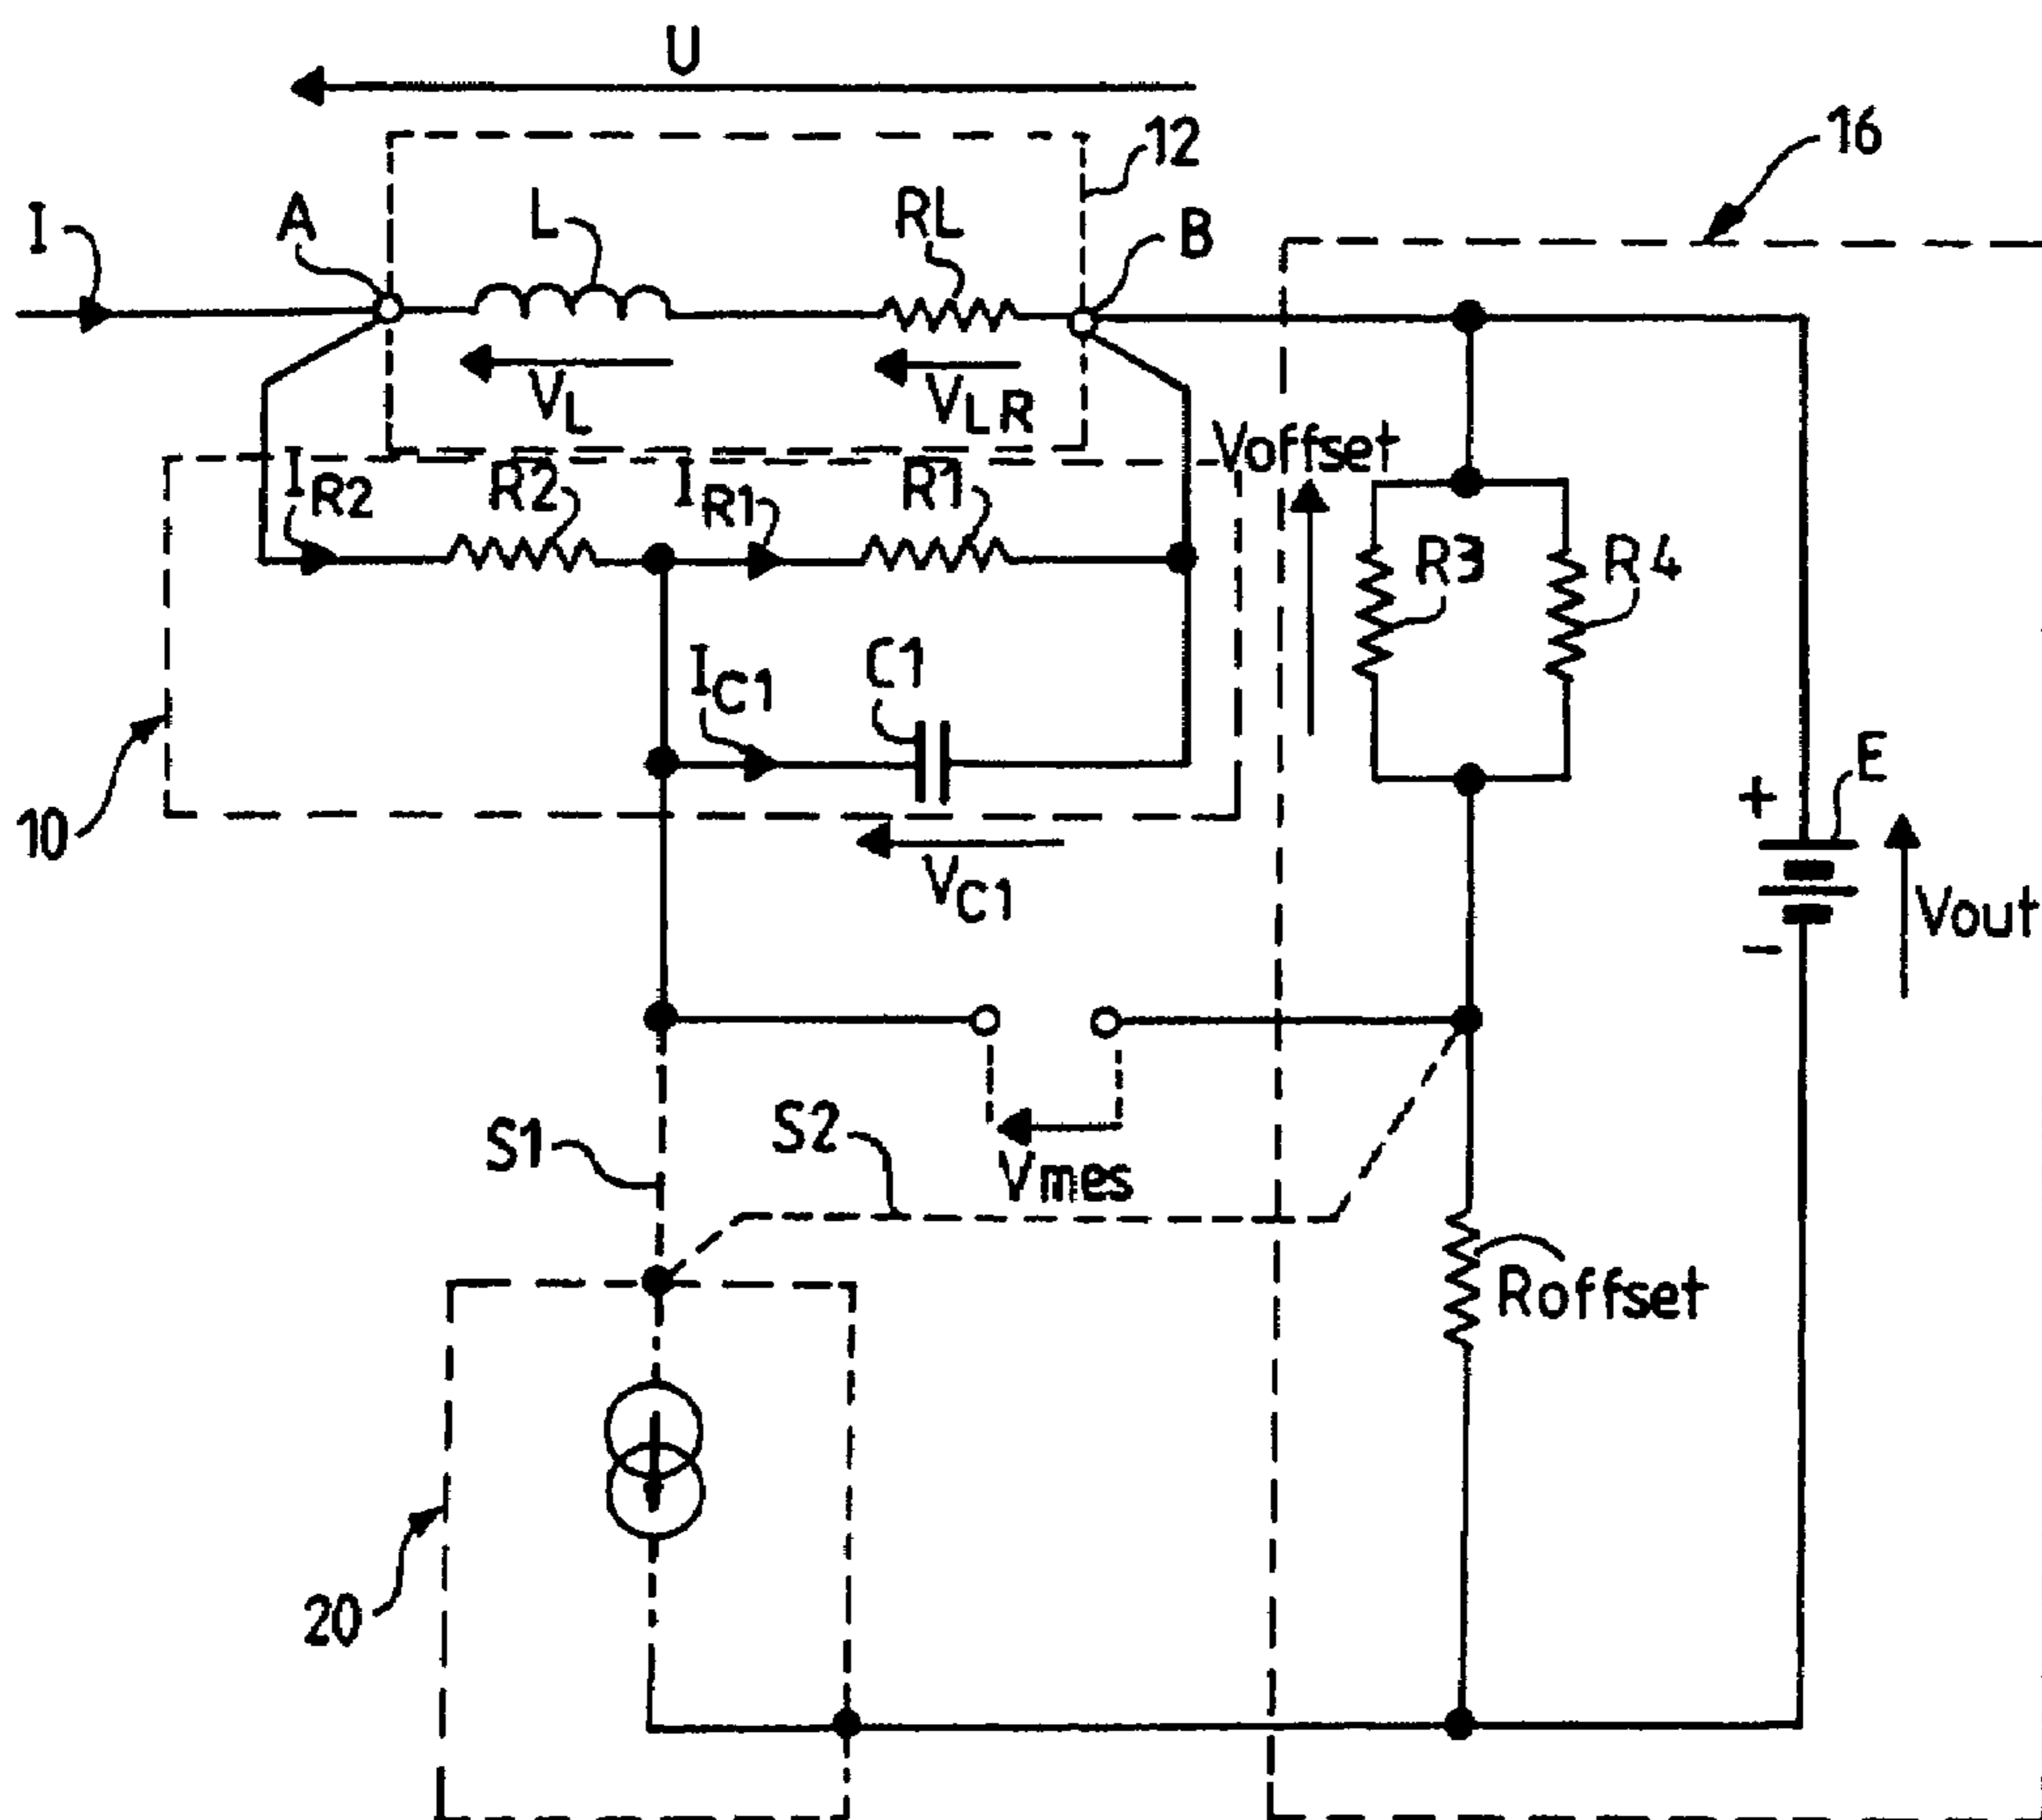 U
12
16
I
A
L
RL
B
VL
VLR
Voffset
IR2
R2
IR1
R1
R3
R4
IC1
C1
10
VC1
+
E
-
Vout
S1
S2
Vmes
Roffset
20